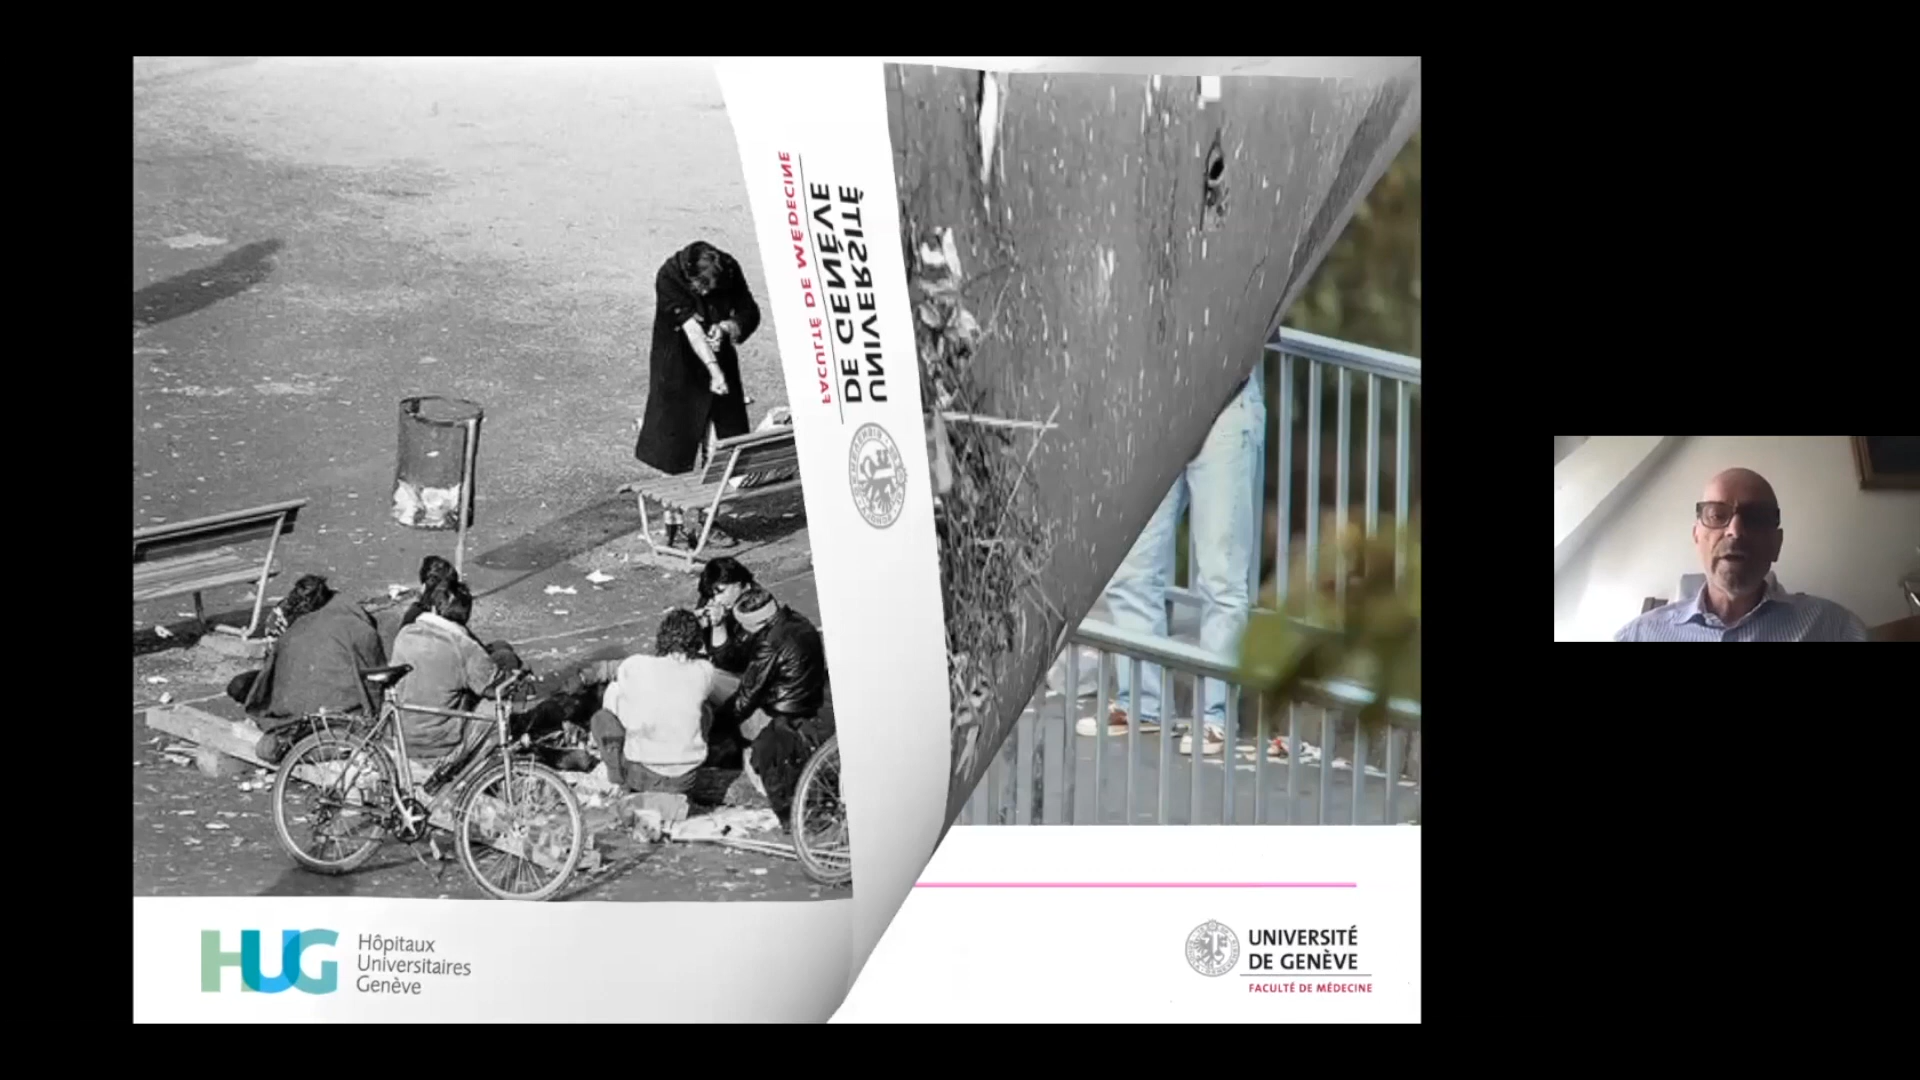 FACULTÉ DE MÉDECINE
DE GENÈVE
UNIVERSITÉ
HUG
Hôpitaux
Universitaires
Genève
UNIVERSITÉ
DE GENÈVE
FACULTÉ DE MÉDECINE